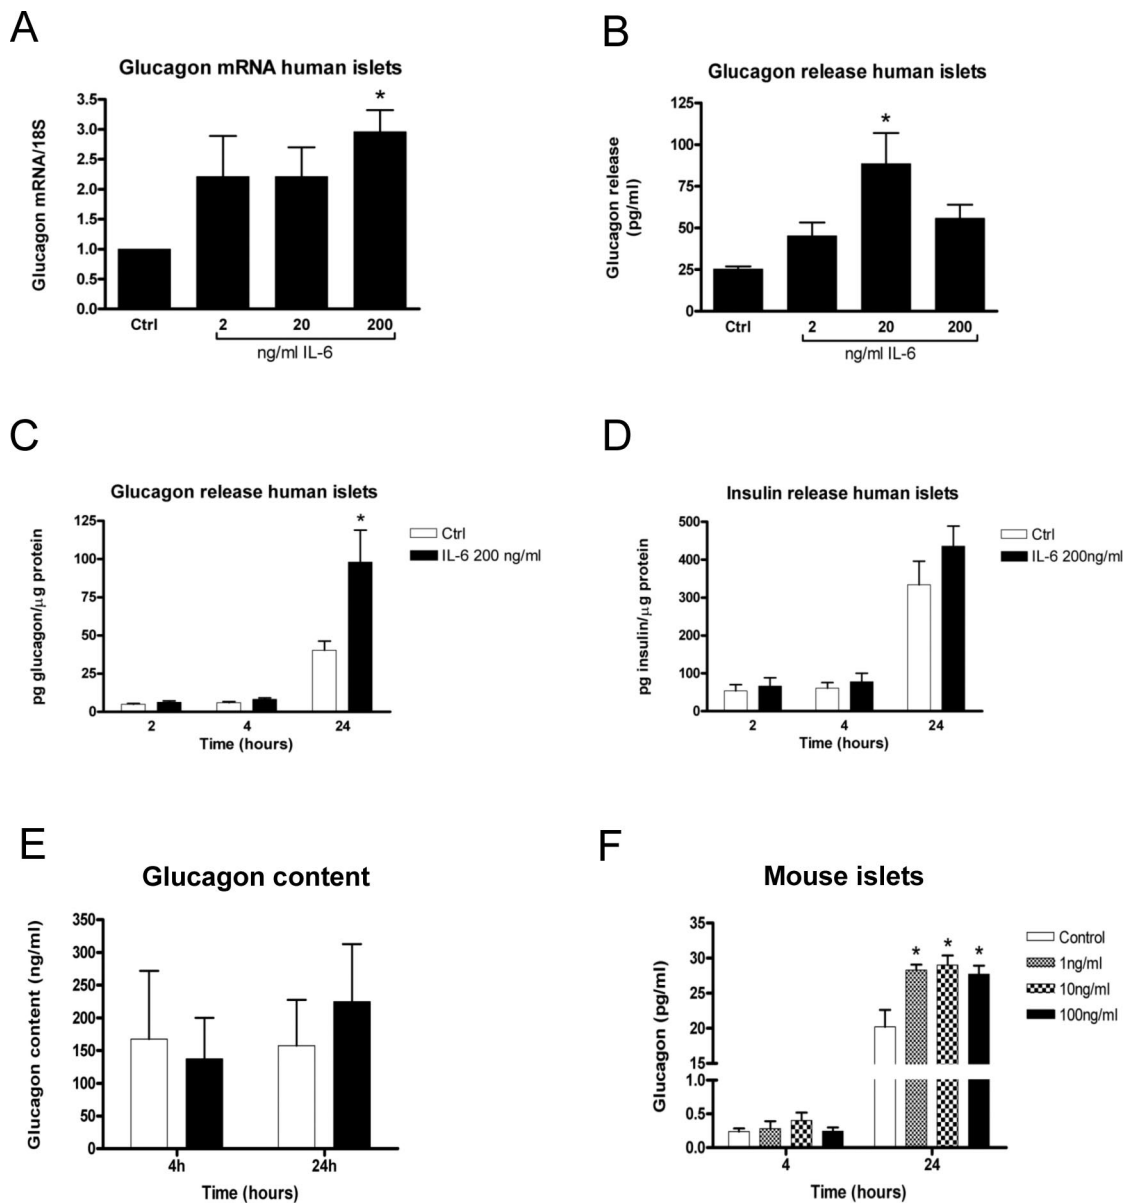 A
Glucagon mRNA human islets
Glucagon mRNA/18S
3.5
3.0
2.5
2.0
1.5
1.0
0.5
0.0
*
Ctrl 2 20 200
ng/ml IL-6
B
Glucagon release human islets
Glucagon release
(pg/ml)
125
100
75
50
25
0
*
Ctrl 2 20 200
ng/ml IL-6
C
Glucagon release human islets
pg glucagon/μg protein
125
100
75
50
25
0
*
Ctrl
IL-6 200 ng/ml
2 4 24
Time (hours)
D
Insulin release human islets
pg insulin/μg protein
500
400
300
200
100
0
Ctrl
IL-6 200ng/ml
2 4 24
Time (hours)
E
Glucagon content
Glucagon content (ng/ml)
350
300
250
200
150
100
50
0
4h 24h
Time (hours)
F
Mouse islets
Glucagon (pg/ml)
35
30
25
20
15
1.0
0.5
0.0
* * *
Control
1ng/ml
10ng/ml
100ng/ml
4 24
Time (hours)